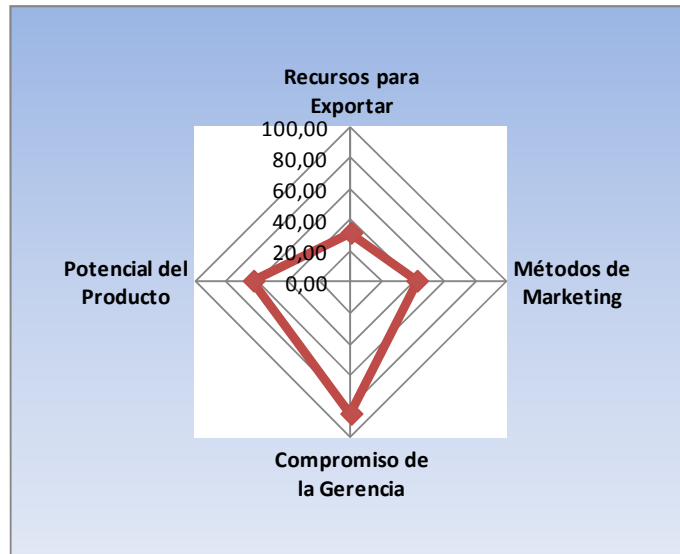 Recursos para
Exportar
100,00
80,00
60,00
40,00
20,00
0,00
Potencial del
Producto
Métodos de
Marketing
Compromiso de
la Gerencia